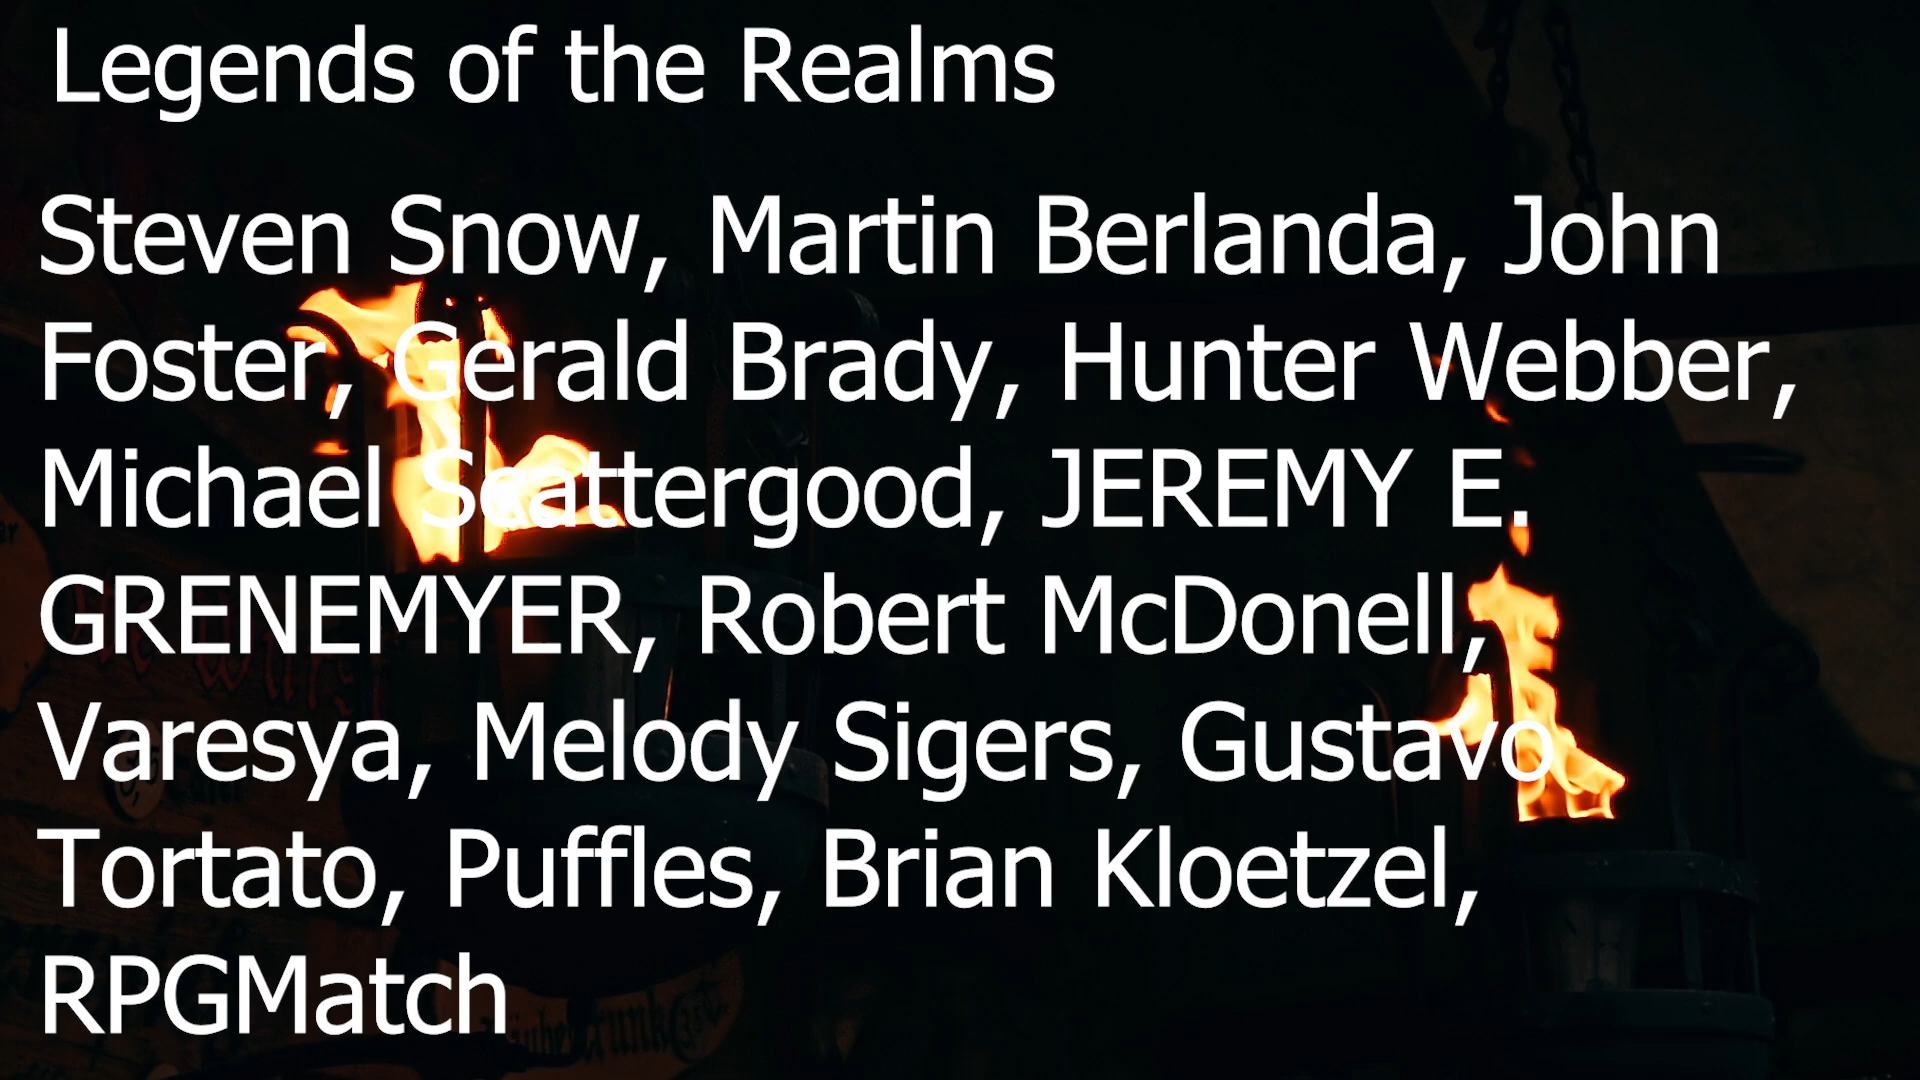 Legends of the Realms
Steven Snow, Martin Berlanda, John
Foster, Gerald Brady, Hunter Webber,
Michael Scattergood, JEREMY E.
GRENEMYER, Robert McDonell,
Varesya, Melody Sigers, Gustavo
Tortato, Puffles, Brian Kloetzel,
RPGMatch